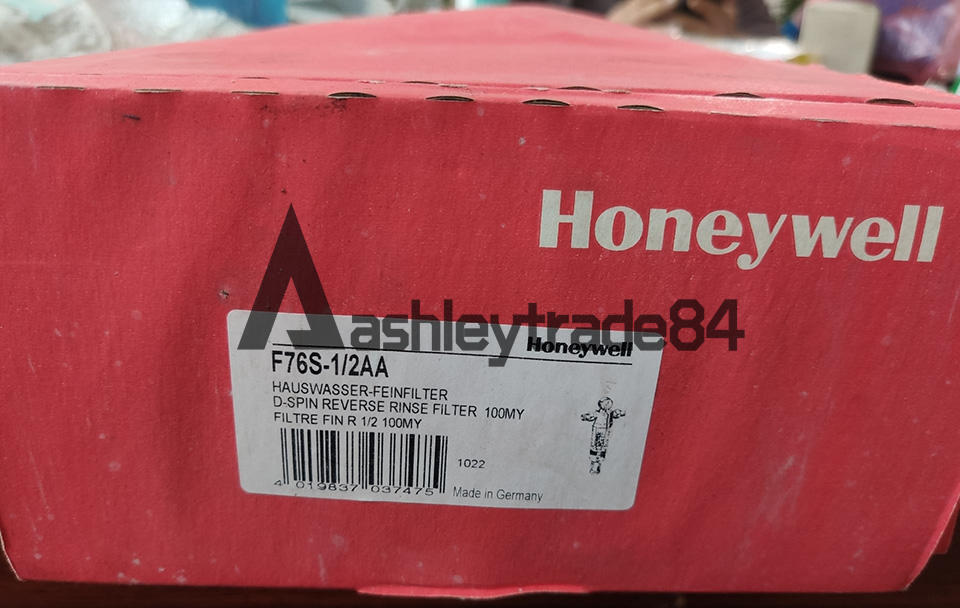 Honeywell
Aashleytrade84
Honeywell
F76S-1/2AA
HAUSWASSER-FEINFILTER
D-SPIN REVERSE RINSE FILTER 100MY
FILTRE FIN R 1/2 100MY
1022
4 019837 037475
Made in Germany